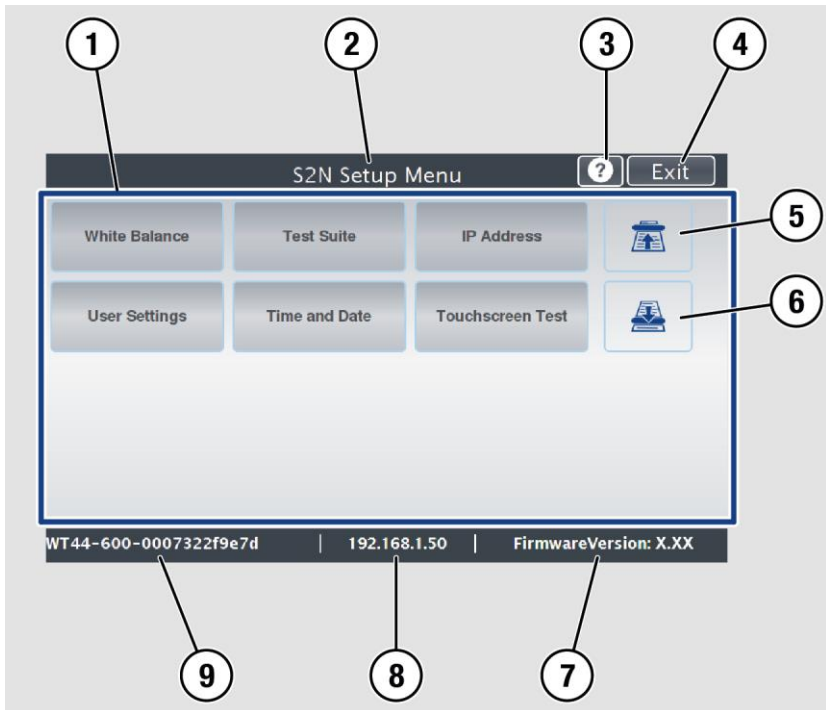 1 2 3 4
S2N Setup Menu ? Exit
White Balance Test Suite IP Address
5
User Settings Time and Date Touchscreen Test
6
WT44-600-0007322f9e7d | 192.168.1.50 | FirmwareVersion: X.XX
9 8 7